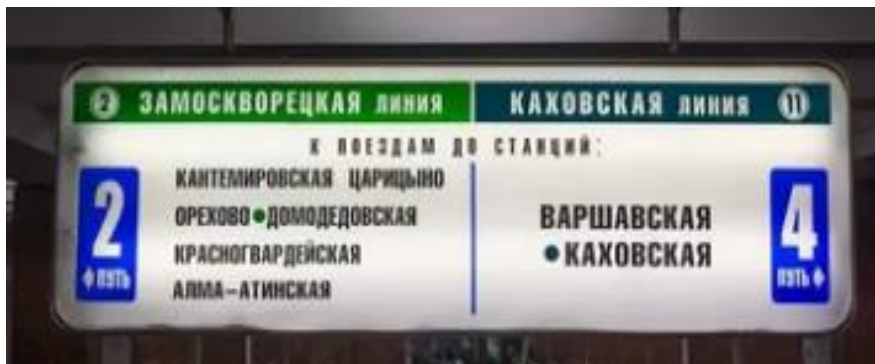 2 ЗАМОСКВОРЕЦКАЯ ЛИНИЯ
КАХОВСКАЯ ЛИНИЯ 11
К ПОЕЗДАМ ДО СТАНЦИЙ:
2
ПУТЬ
КАНТЕМИРОВСКАЯ ЦАРИЦЫНО
ОРЕХОВО ● ДОМОДЕДОВСКАЯ
КРАСНОГВАРДЕЙСКАЯ
АЛМА-АТИНСКАЯ
ВАРШАВСКАЯ
● КАХОВСКАЯ
4
ПУТЬ